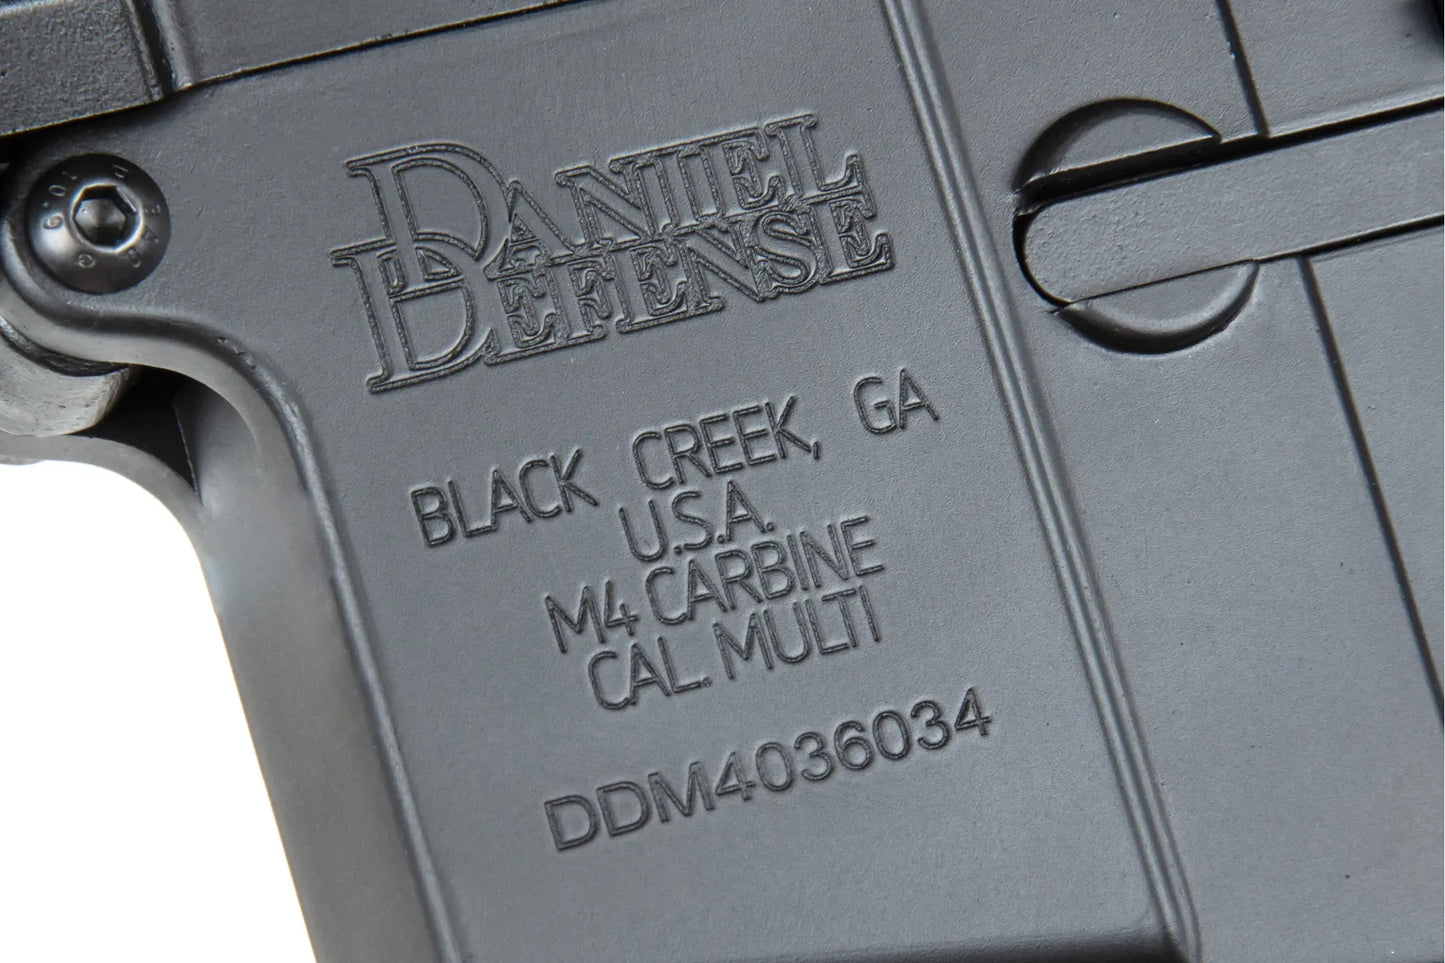 DANIEL
DEFENSE
BLACK CREEK, GA
U.S.A.
M4 CARBINE
CAL. MULTI
DDM4036034